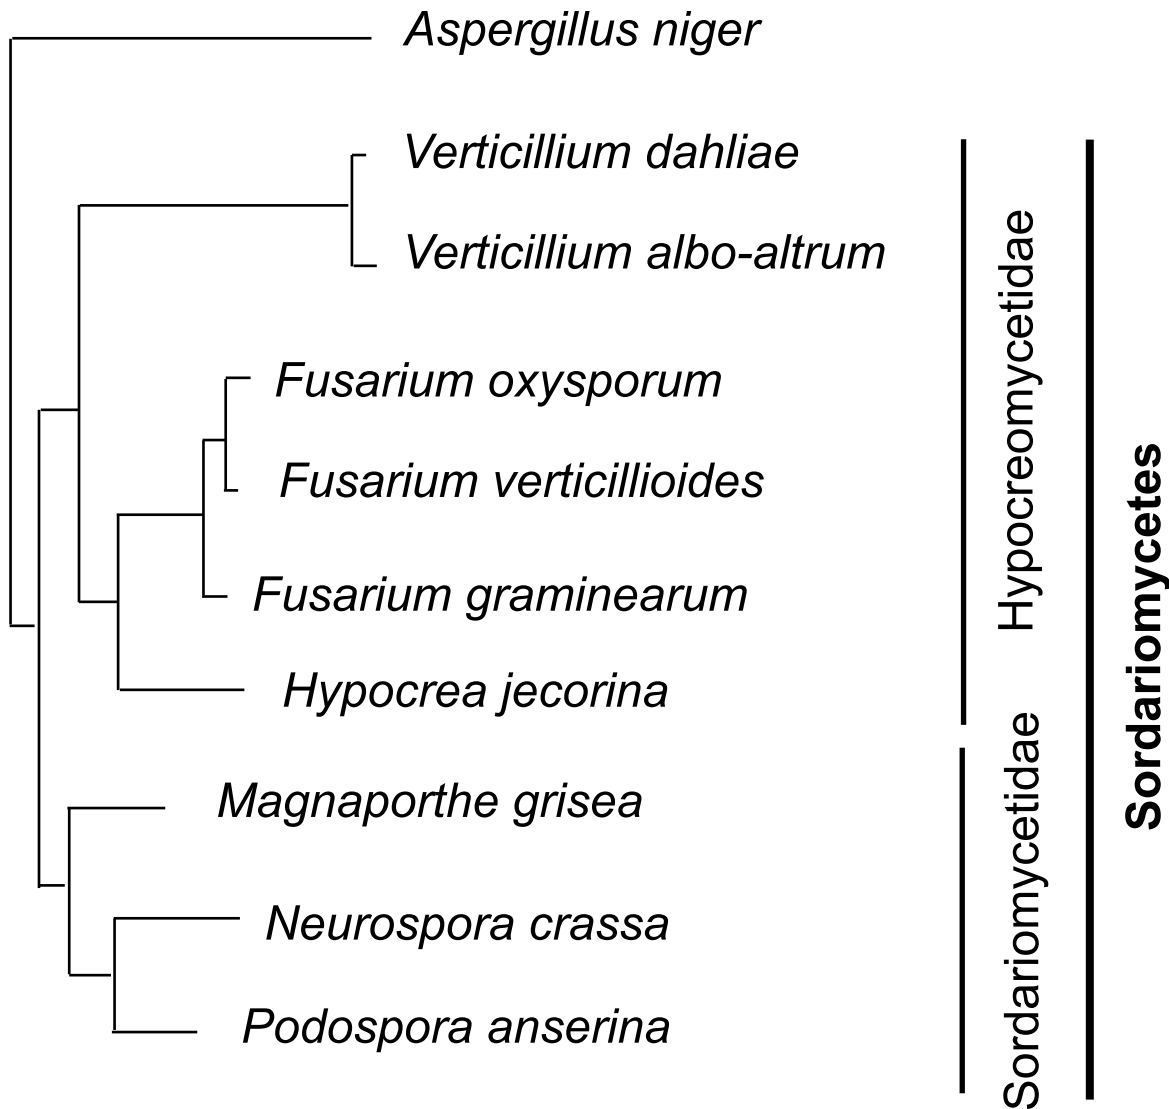 Aspergillus niger
Verticillium dahliae
Verticillium albo-altrum
Fusarium oxysporum
Fusarium verticillioides
Fusarium graminearum
Hypocrea jecorina
Magnaporthe grisea
Neurospora crassa
Podospora anserina
Hypocreomycetidae
Sordariomycetidae
Sordariomycetes